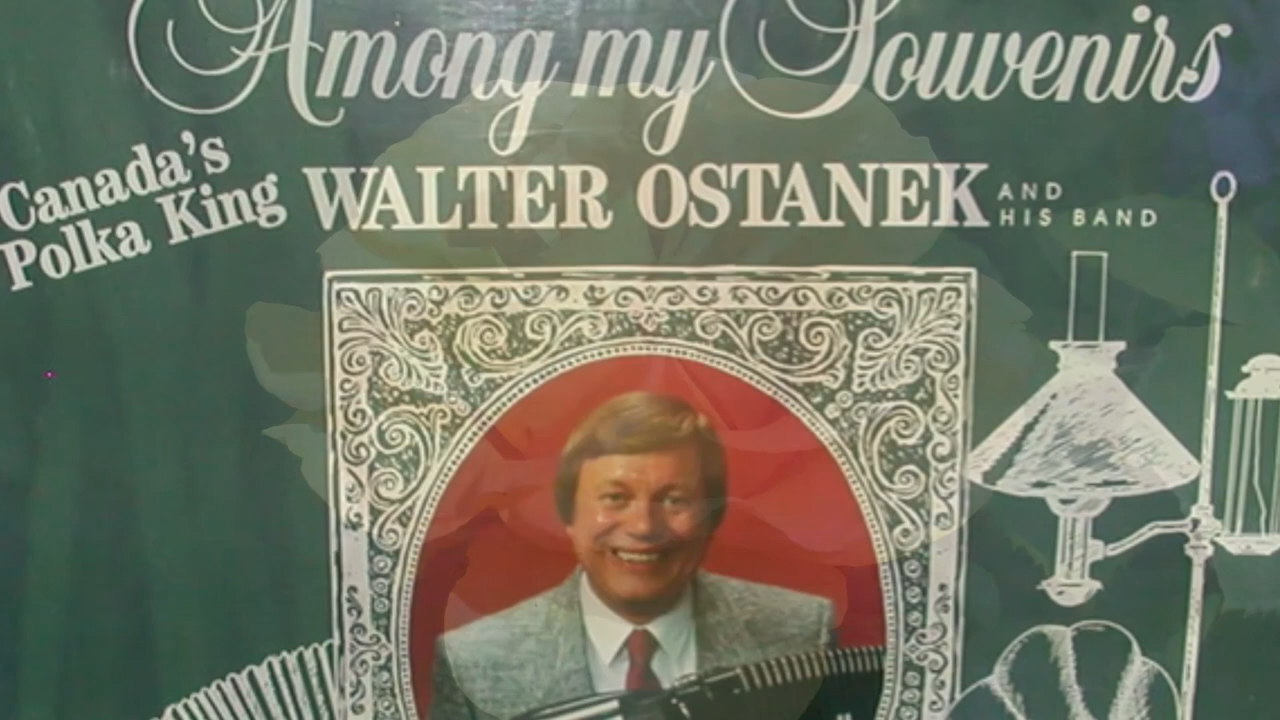 Among my Souvenirs
Canada's
Polka King
WALTER OSTANEK
AND
HIS BAND